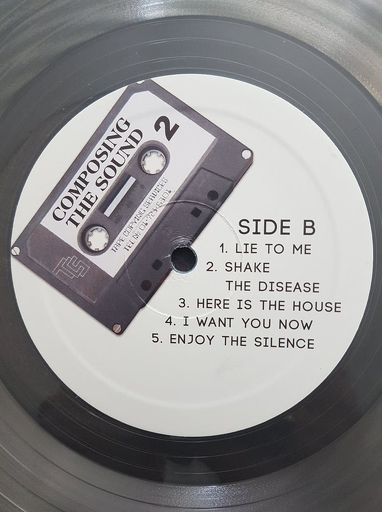 COMPOSING
THE SOUND
2
SIDE B
1. LIE TO ME
2. SHAKE
THE DISEASE
3. HERE IS THE HOUSE
4. I WANT YOU NOW
5. ENJOY THE SILENCE